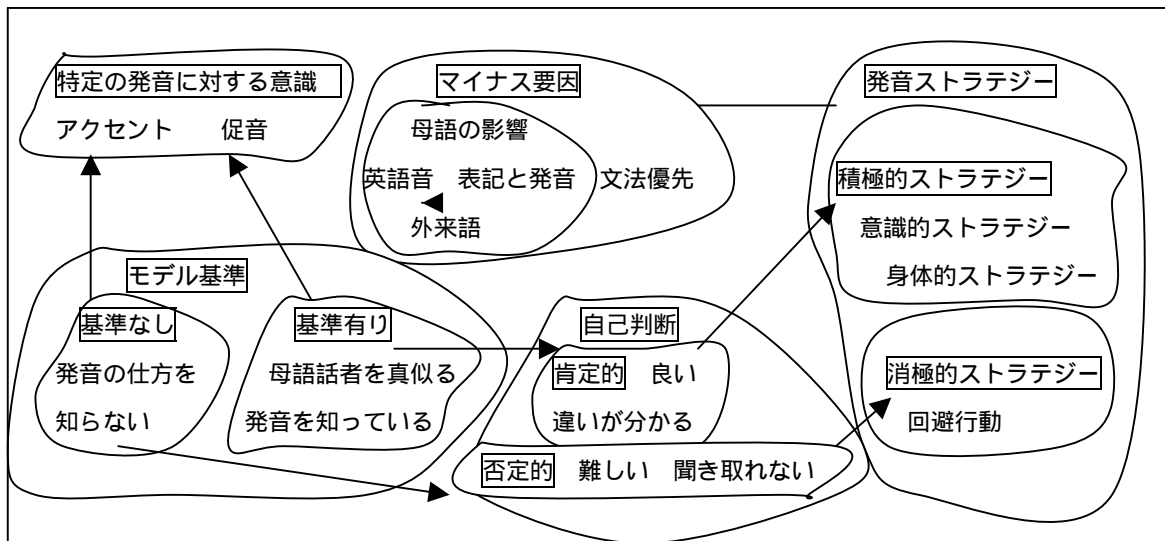 特定の発音に対する意識
アクセント 促音
マイナス要因
母語の影響
英語音 表記と発音 文法優先
外来語
発音ストラテジー
積極的ストラテジー
意識的ストラテジー
身体的ストラテジー
モデル基準
基準なし
発音の仕方を
知らない
基準有り
母語話者を真似る
発音を知っている
自己判断
肯定的 良い
違いが分かる
否定的 難しい 聞き取れない
消極的ストラテジー
回避行動